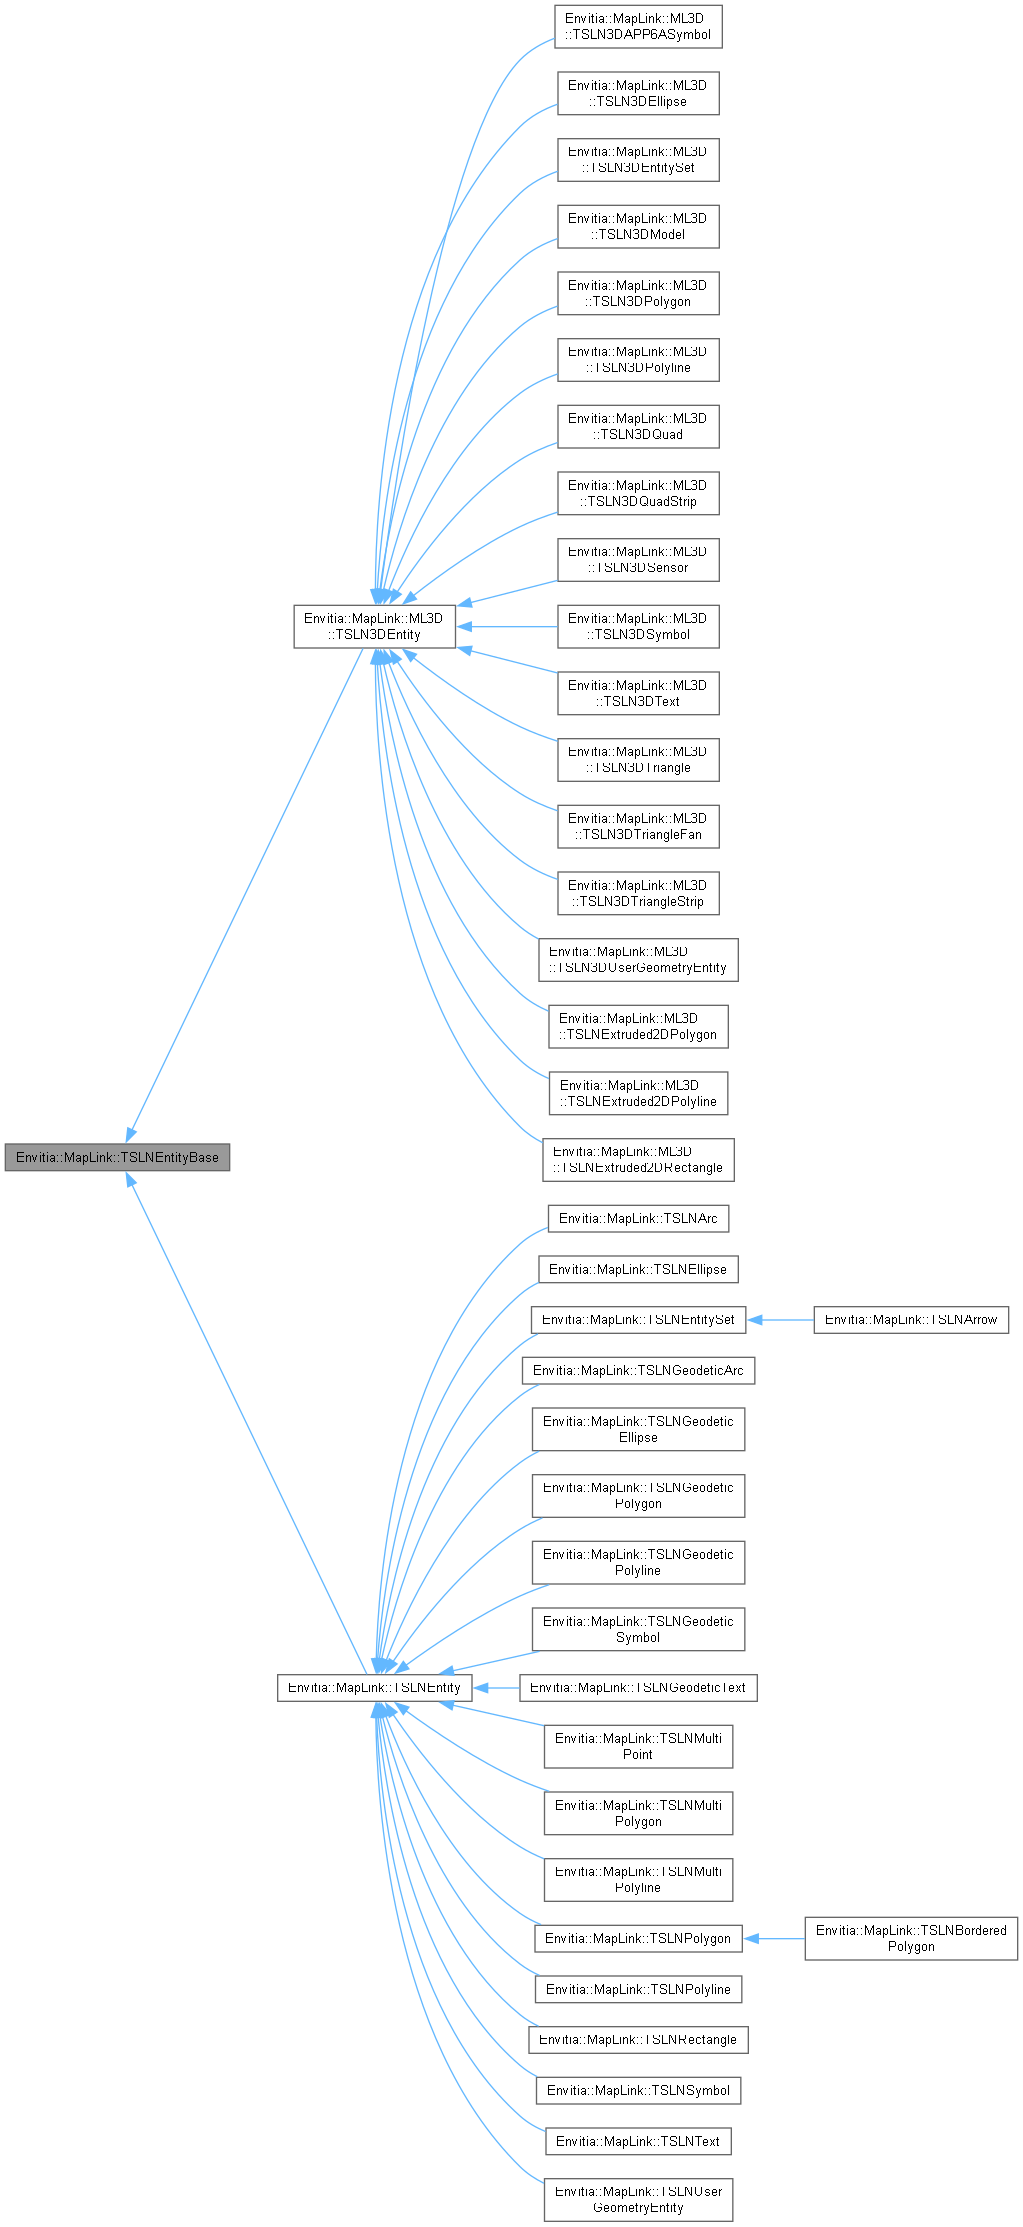 Envitia::MapLink::ML3D
::TSLN3DAPP6ASymbol
Envitia::MapLink::ML3D
::TSLN3DEllipse
Envitia::MapLink::ML3D
::TSLN3DEntitySet
Envitia::MapLink::ML3D
::TSLN3DModel
Envitia::MapLink::ML3D
::TSLN3DPolygon
Envitia::MapLink::ML3D
::TSLN3DPolyline
Envitia::MapLink::ML3D
::TSLN3DQuad
Envitia::MapLink::ML3D
::TSLN3DQuadStrip
Envitia::MapLink::ML3D
::TSLN3DSensor
Envitia::MapLink::ML3D
::TSLN3DEntity
Envitia::MapLink::ML3D
::TSLN3DSymbol
Envitia::MapLink::ML3D
::TSLN3DText
Envitia::MapLink::ML3D
::TSLN3DTriangle
Envitia::MapLink::ML3D
::TSLN3DTriangleFan
Envitia::MapLink::ML3D
::TSLN3DTriangleStrip
Envitia::MapLink::ML3D
::TSLN3DUserGeometryEntity
Envitia::MapLink::ML3D
::TSLNExtruded2DPolygon
Envitia::MapLink::ML3D
::TSLNExtruded2DPolyline
Envitia::MapLink::TSLNEntityBase
Envitia::MapLink::ML3D
::TSLNExtruded2DRectangle
Envitia::MapLink::TSLNArc
Envitia::MapLink::TSLNEllipse
Envitia::MapLink::TSLNEntitySet
Envitia::MapLink::TSLNArrow
Envitia::MapLink::TSLNGeodeticArc
Envitia::MapLink::TSLNGeodetic
Ellipse
Envitia::MapLink::TSLNGeodetic
Polygon
Envitia::MapLink::TSLNGeodetic
Polyline
Envitia::MapLink::TSLNGeodetic
Symbol
Envitia::MapLink::TSLNEntity
Envitia::MapLink::TSLNGeodeticText
Envitia::MapLink::TSLNMulti
Point
Envitia::MapLink::TSLNMulti
Polygon
Envitia::MapLink::TSLNMulti
Polyline
Envitia::MapLink::TSLNPolygon
Envitia::MapLink::TSLNBordered
Polygon
Envitia::MapLink::TSLNPolyline
Envitia::MapLink::TSLNRectangle
Envitia::MapLink::TSLNSymbol
Envitia::MapLink::TSLNText
Envitia::MapLink::TSLNUser
GeometryEntity